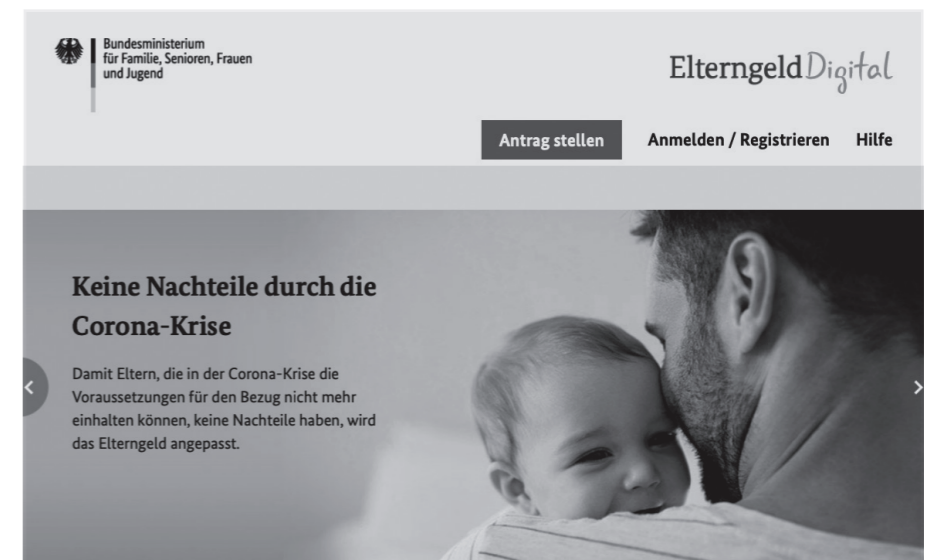 Bundesministerium
für Familie, Senioren, Frauen
und Jugend
Elterngeld Digital
Antrag stellen
Anmelden / Registrieren
Hilfe
Keine Nachteile durch die
Corona-Krise
Damit Eltern, die in der Corona-Krise die
Voraussetzungen für den Bezug nicht mehr
einhalten können, keine Nachteile haben, wird
das Elterngeld angepasst.